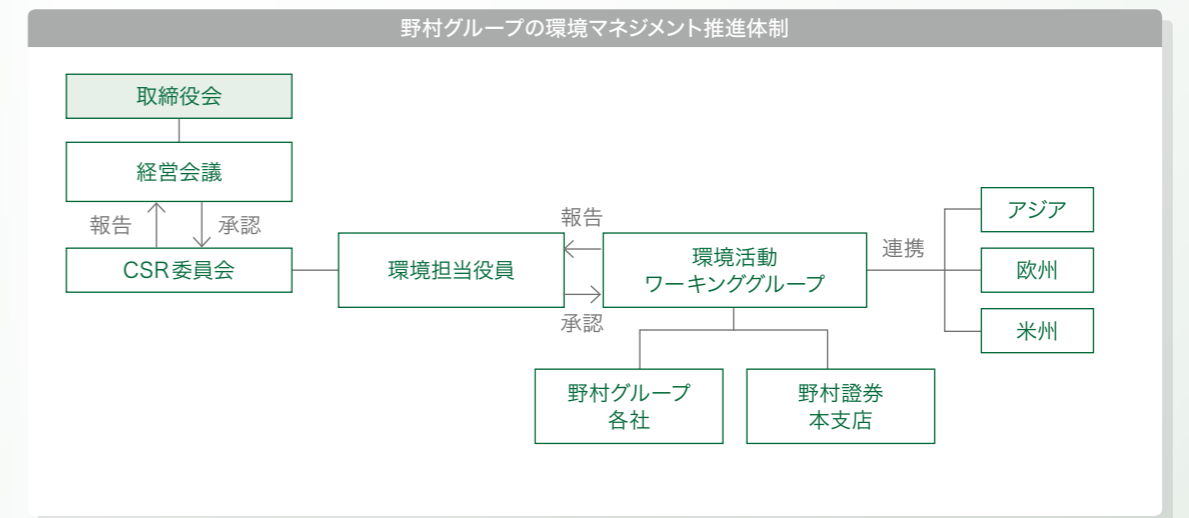 野村グループの環境マネジメント推進体制
取締役会
経営会議
報告
承認
CSR委員会
環境担当役員
報告
承認
環境活動
ワーキンググループ
連携
アジア
欧州
米州
野村グループ
各社
野村證券
本支店